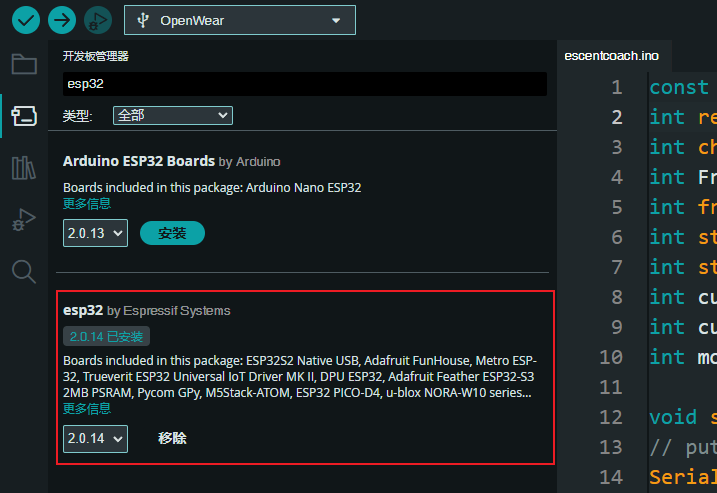 OpenWear
开发板管理器
esp32
类型:
全部
Arduino ESP32 Boards by Arduino
Boards included in this package: Arduino Nano ESP32
更多信息
2.0.13
安装
esp32 by Espressif Systems
2.0.14 已安装
Boards included in this package: ESP32S2 Native USB, Adafruit FunHouse, Metro ESP-
32, Trueverit ESP32 Universal IoT Driver MK II, DPU ESP32, Adafruit Feather ESP32-S3
2MB PSRAM, Pycom GPy, M5Stack-ATOM, ESP32 PICO-D4, u-blox NORA-W10 series...
更多信息
2.0.14
移除
escentcoach.ino
1 const
2 int re
3 int ch
4 int Fr
5 int fr
6 int st
7 int st
8 int cu
9 int cu
10 int mo
11
12 void s
13 // put
14 Serial